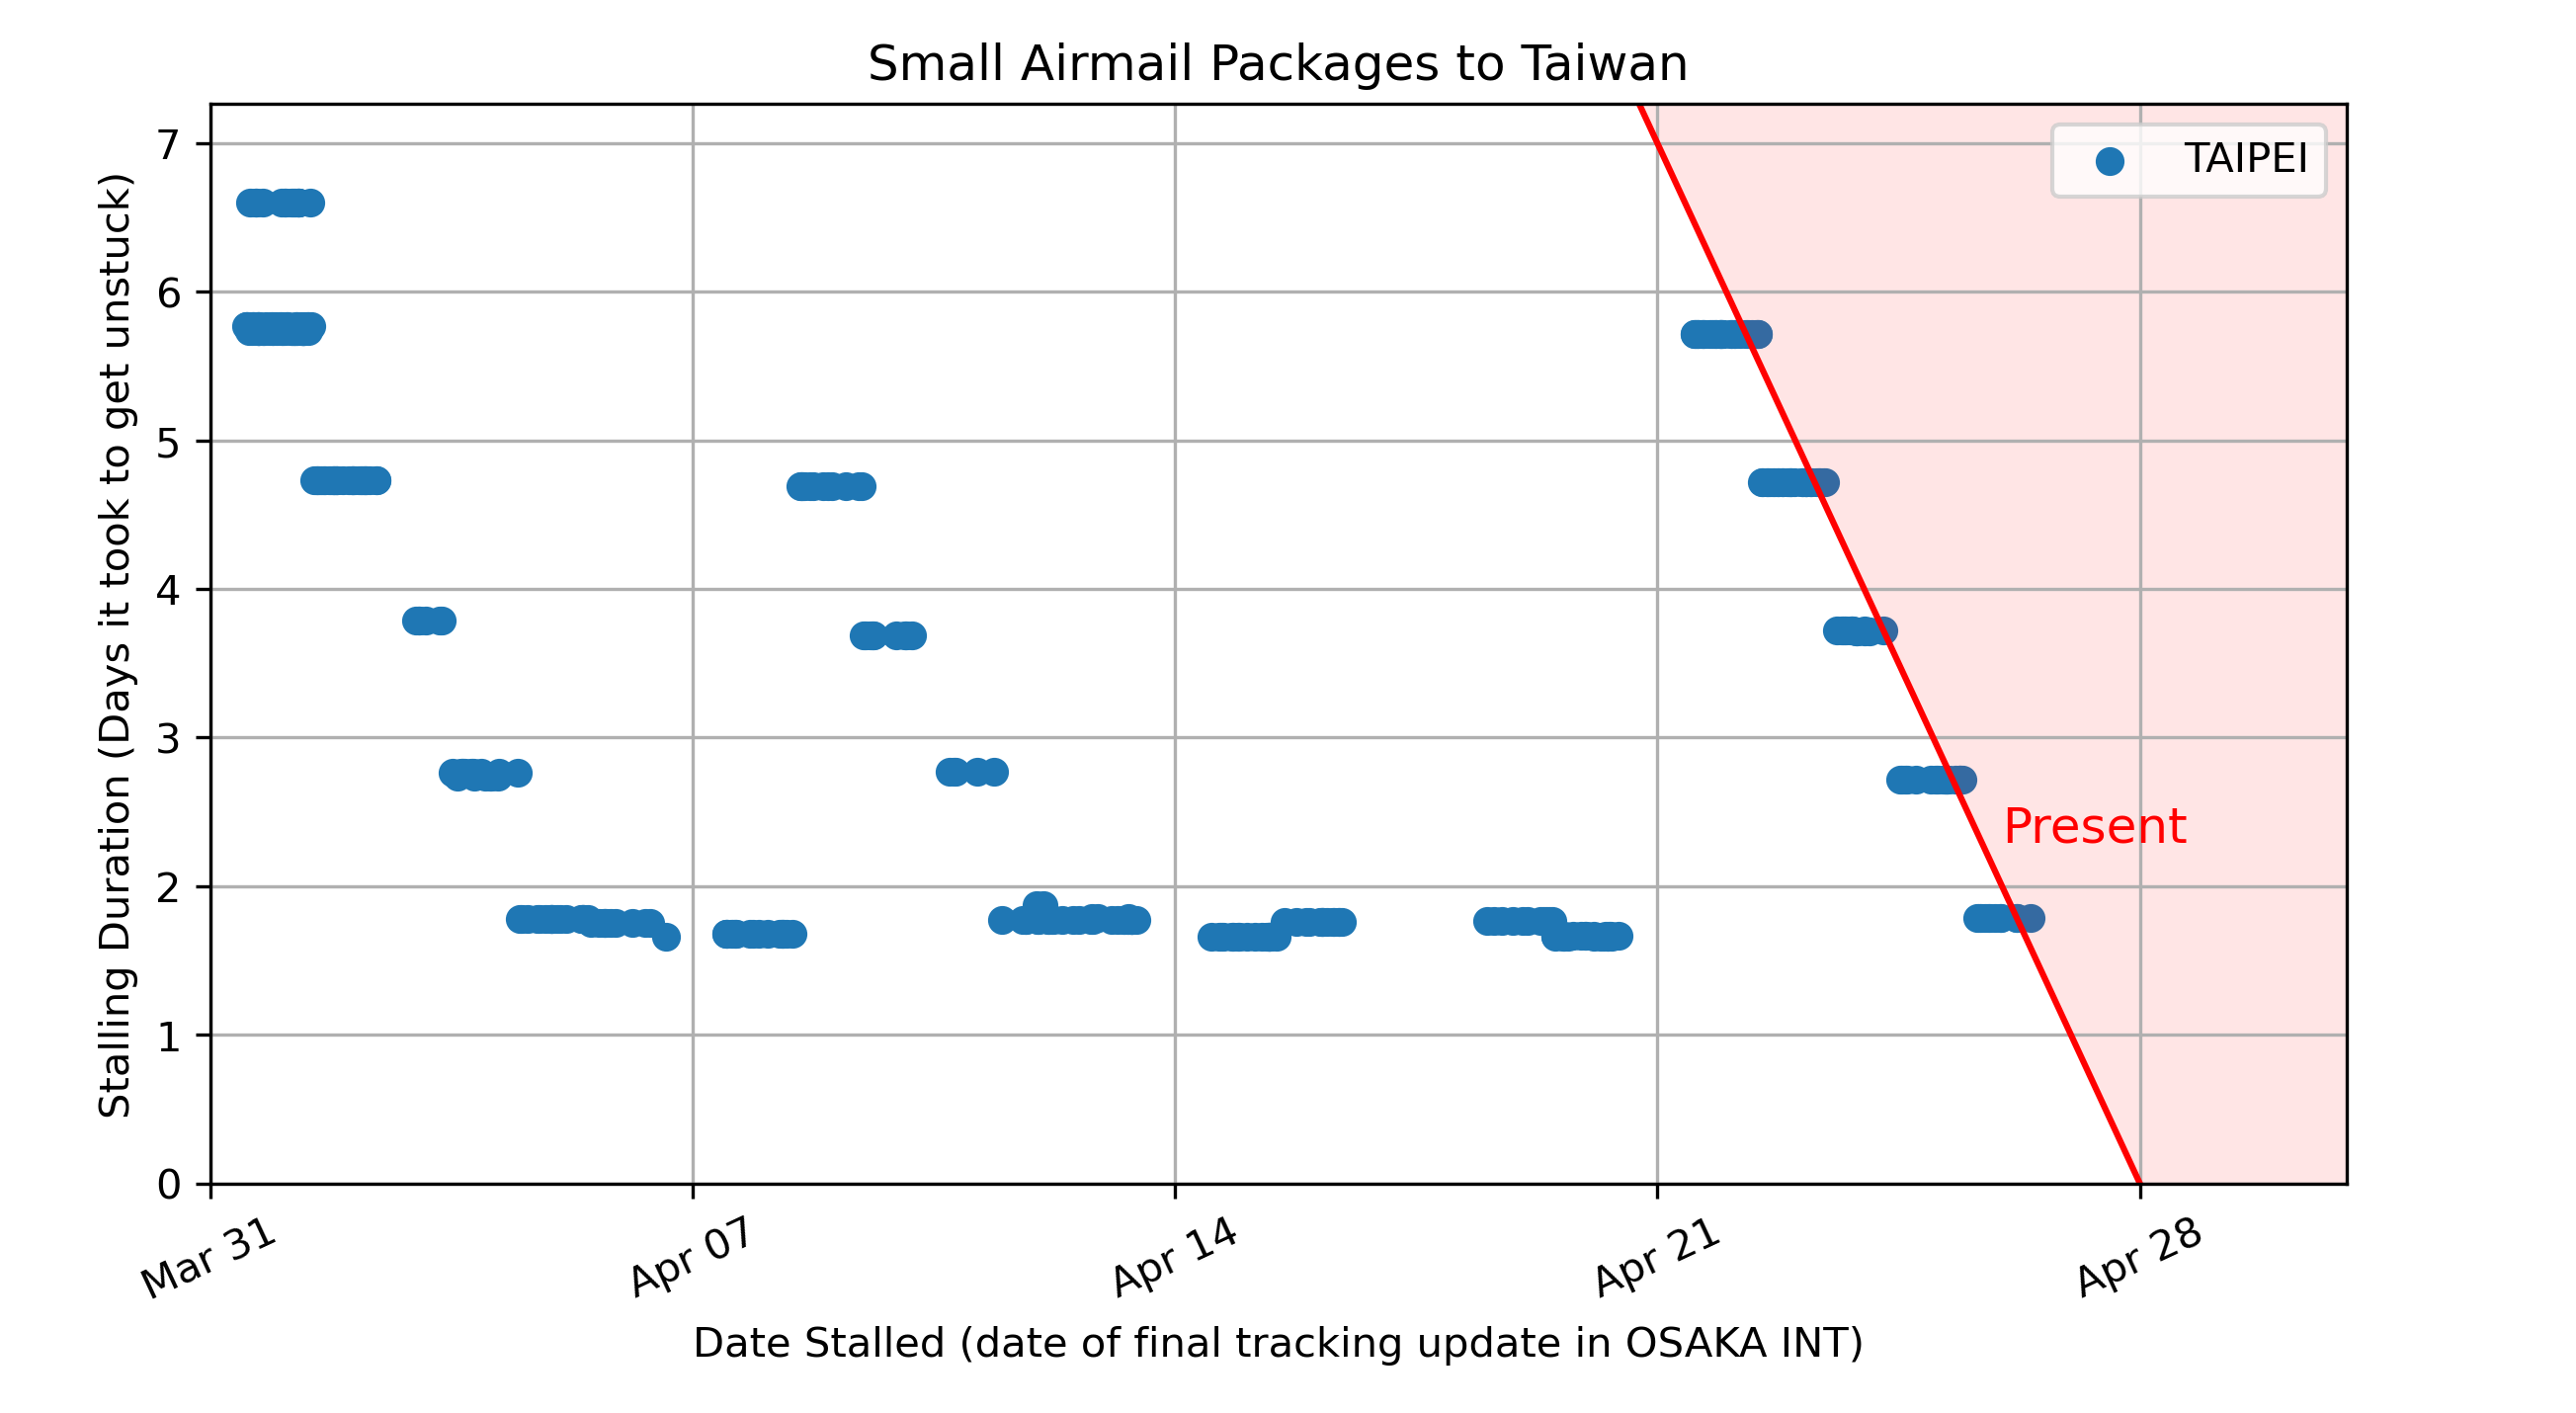 Small Airmail Packages to Taiwan
Stalling Duration (Days it took to get unstuck)
7
6
5
4
3
2
1
0
TAIPEI
Present
Mar 31
Apr 07
Apr 14
Apr 21
Apr 28
Date Stalled (date of final tracking update in OSAKA INT)